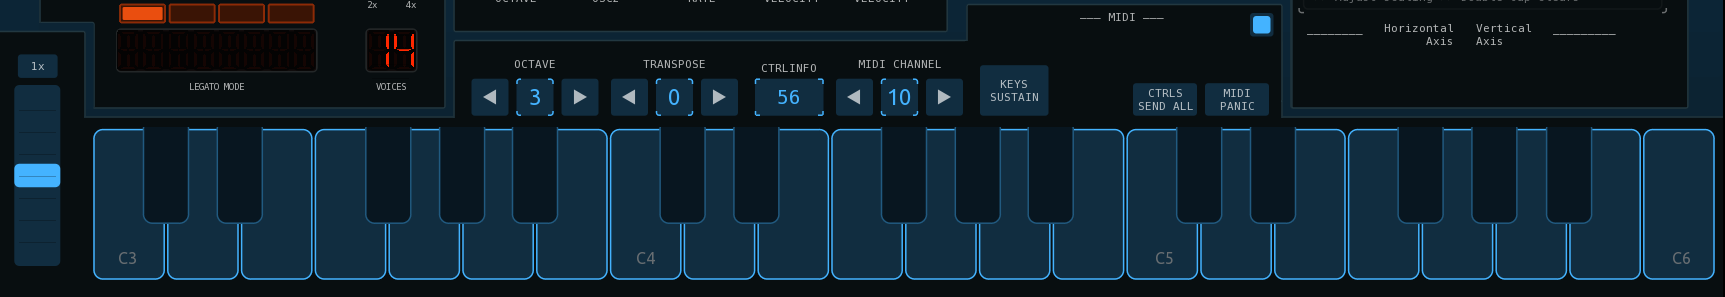 2x 4x
MIDI
Horizontal Axis
Vertical Axis
1x
14
OCTAVE
TRANSPOSE
CTRLINFO
MIDI CHANNEL
KEYS SUSTAIN
LEGATO MODE
VOICES
3
0
56
10
CTRLS SEND ALL
MIDI PANIC
C3
C4
C5
C6